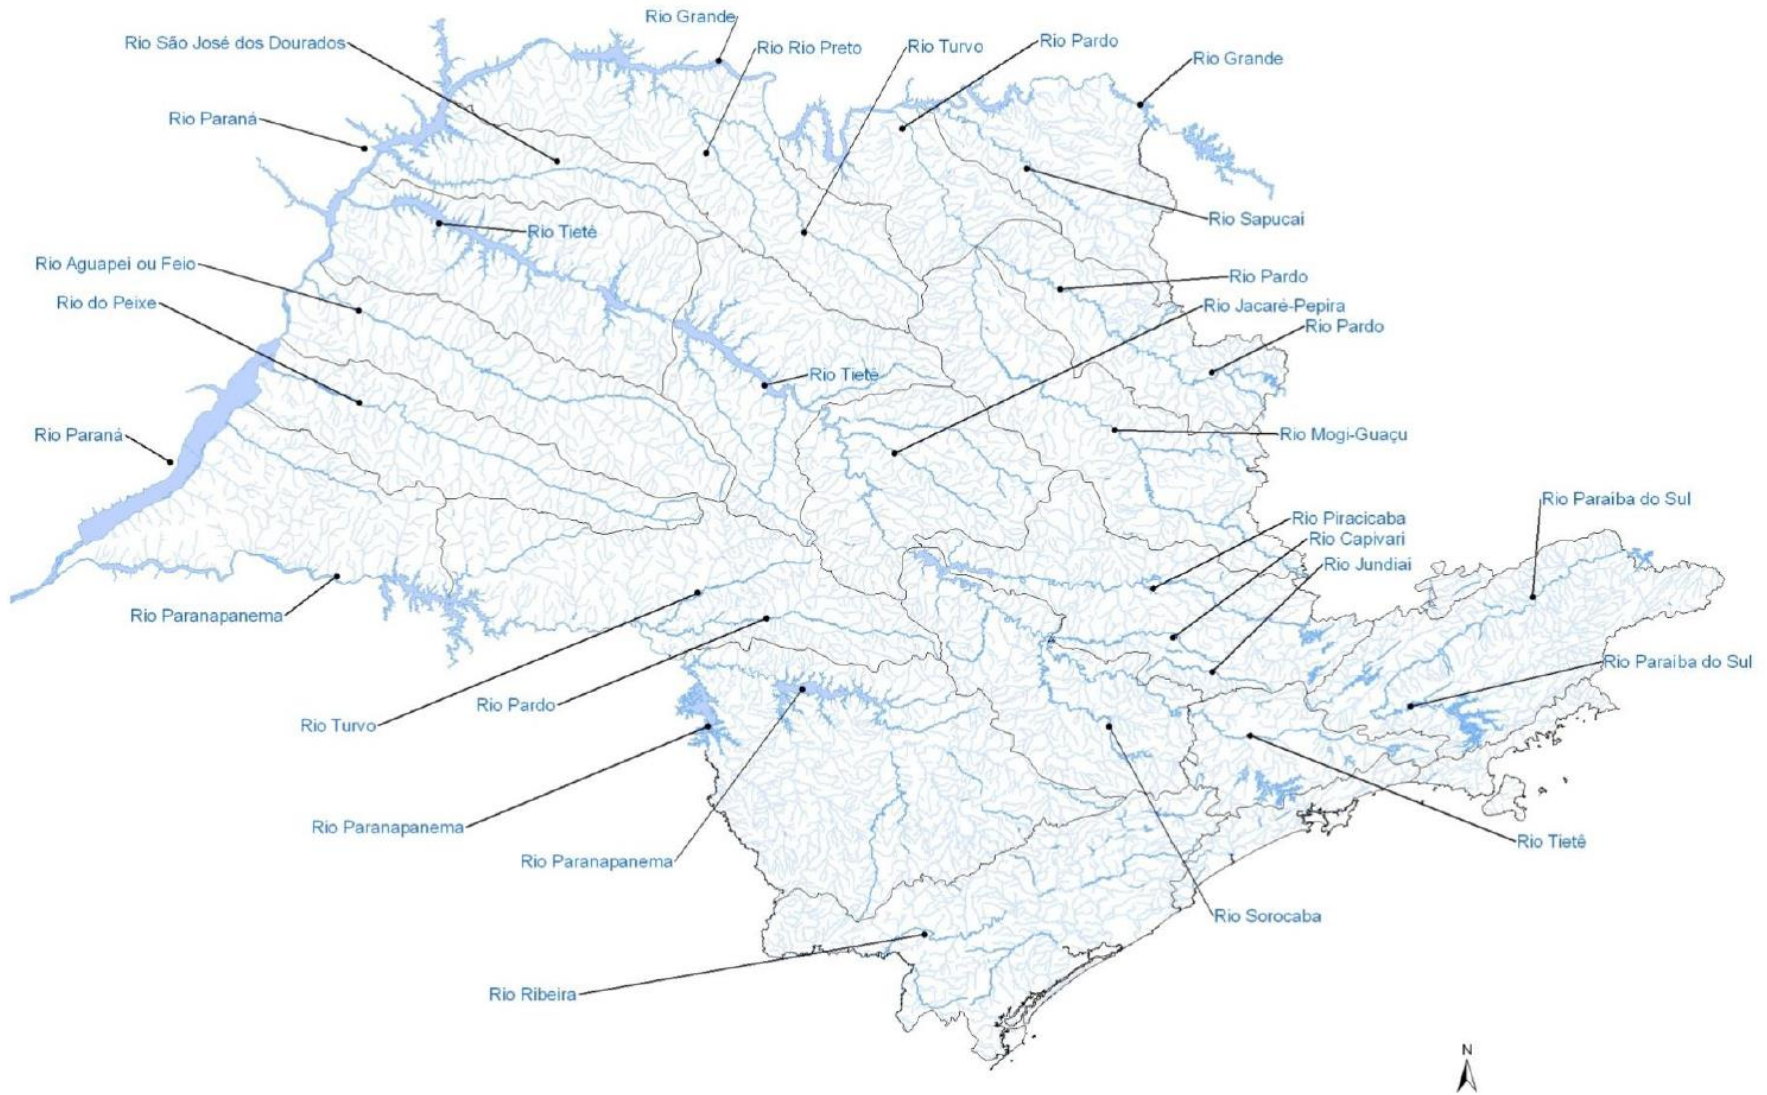 Rio Grande
Rio São José dos Dourados
Rio Rio Preto
Rio Turvo
Rio Pardo
Rio Grande
Rio Paraná
Rio Sapucaí
Rio Tietê
Rio Aguapeí ou Feio
Rio Pardo
Rio do Peixe
Rio Jacaré-Pepira
Rio Pardo
Rio Tietê
Rio Paraná
Rio Mogi-Guaçu
Rio Paraíba do Sul
Rio Piracicaba
Rio Capivari
Rio Jundiaí
Rio Paranapanema
Rio Paraíba do Sul
Rio Pardo
Rio Turvo
Rio Paranapanema
Rio Tietê
Rio Paranapanema
Rio Sorocaba
Rio Ribeira
N